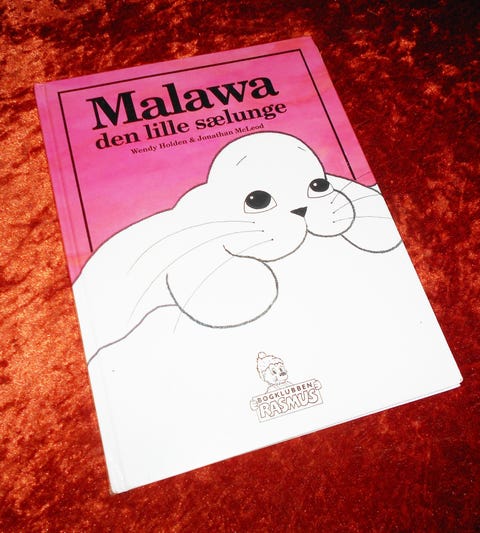 Malawa
den lille sælunge
Wendy Holden & Jonathan McLeod
BOGKLUBBEN
RASMUS